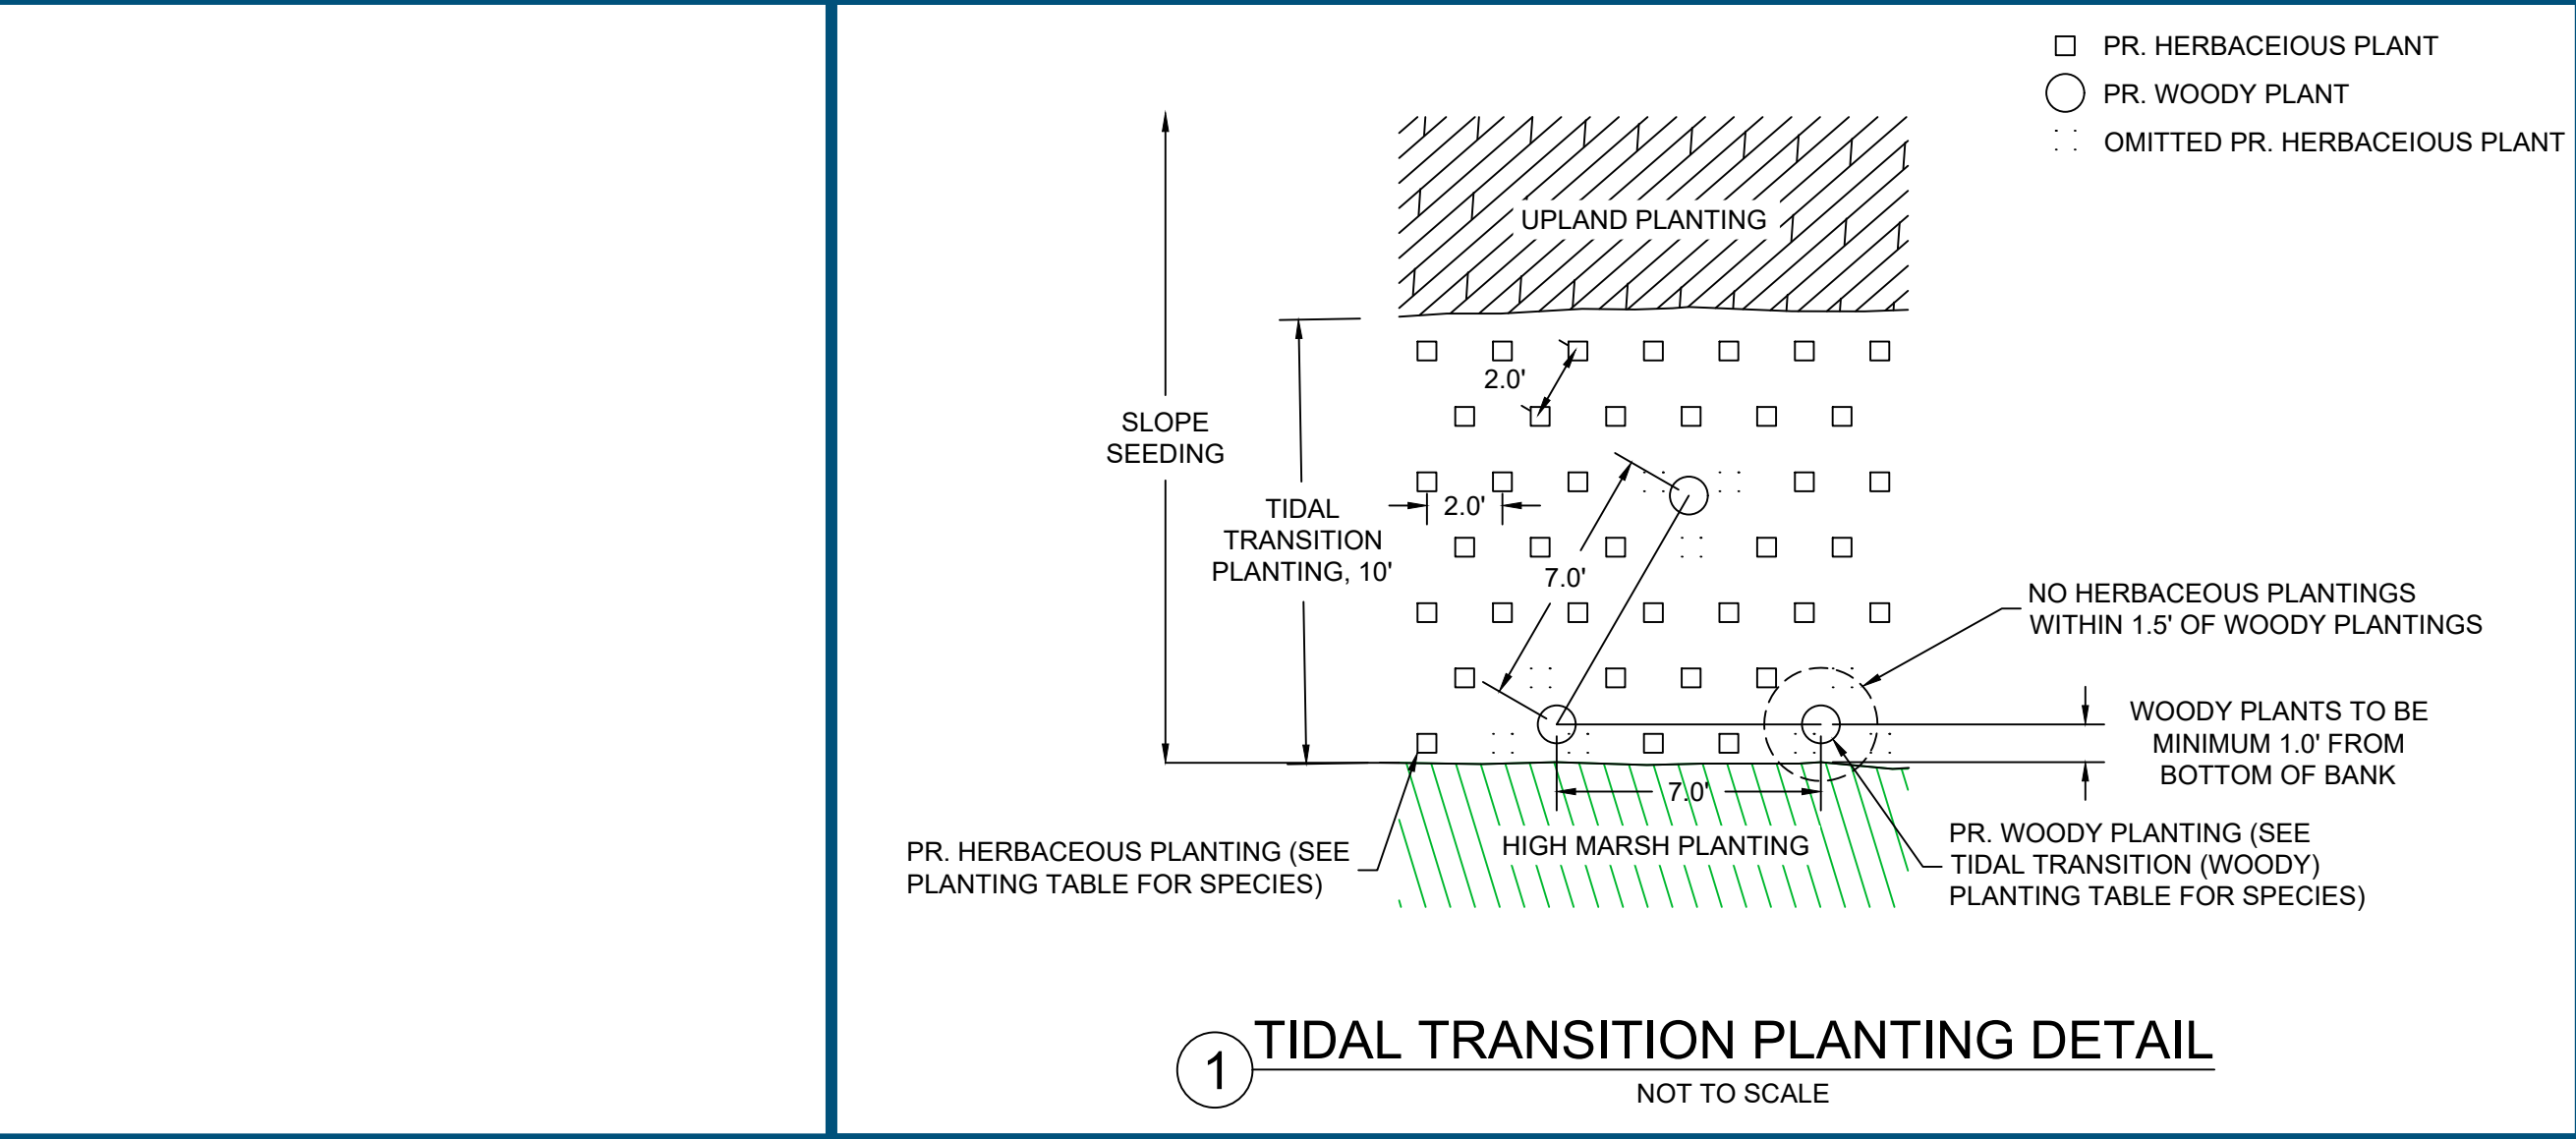 PR. HERBACEIOUS PLANT
PR. WOODY PLANT
OMITTED PR. HERBACEIOUS PLANT
UPLAND PLANTING
2.0'
SLOPE
SEEDING
2.0'
TIDAL
TRANSITION
PLANTING, 10'
7.0'
NO HERBACEOUS PLANTINGS
WITHIN 1.5' OF WOODY PLANTINGS
WOODY PLANTS TO BE
MINIMUM 1.0' FROM
BOTTOM OF BANK
7.0'
HIGH MARSH PLANTING
PR. HERBACEOUS PLANTING (SEE
PLANTING TABLE FOR SPECIES)
PR. WOODY PLANTING (SEE
TIDAL TRANSITION (WOODY)
PLANTING TABLE FOR SPECIES)
1 TIDAL TRANSITION PLANTING DETAIL
NOT TO SCALE